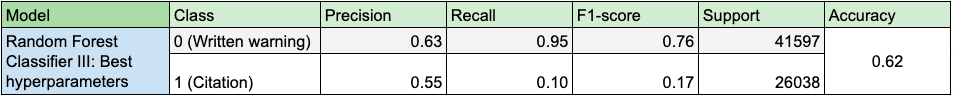 Model Class Precision Recall F1-score Support Accuracy
Random Forest Classifier III: Best hyperparameters 0 (Written warning) 0.63 0.95 0.76 41597 0.62
1 (Citation) 0.55 0.10 0.17 26038